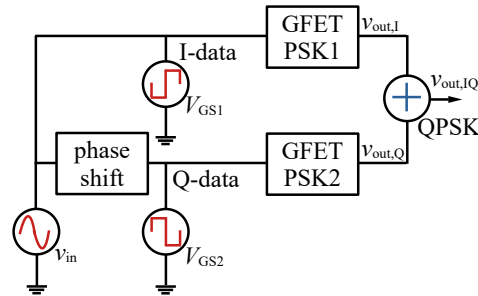 GFET
PSK1
v_out,I
I-data
V_GS1
v_out,IQ
QPSK
phase
shift
GFET
PSK2
v_out,Q
Q-data
v_in
V_GS2